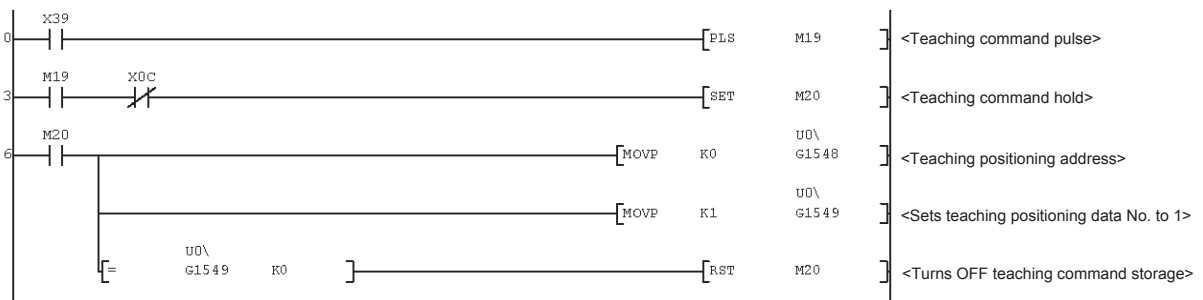 X39
0 [PLS M19 ] <Teaching command pulse>
M19 X0C
3 [SET M20 ] <Teaching command hold>
M20 U0\
6 [MOVP K0 G1548 ] <Teaching positioning address>
U0\
[MOVP K1 G1549 ] <Sets teaching positioning data No. to 1>
U0\
[= G1549 K0 ] [RST M20 ] <Turns OFF teaching command storage>